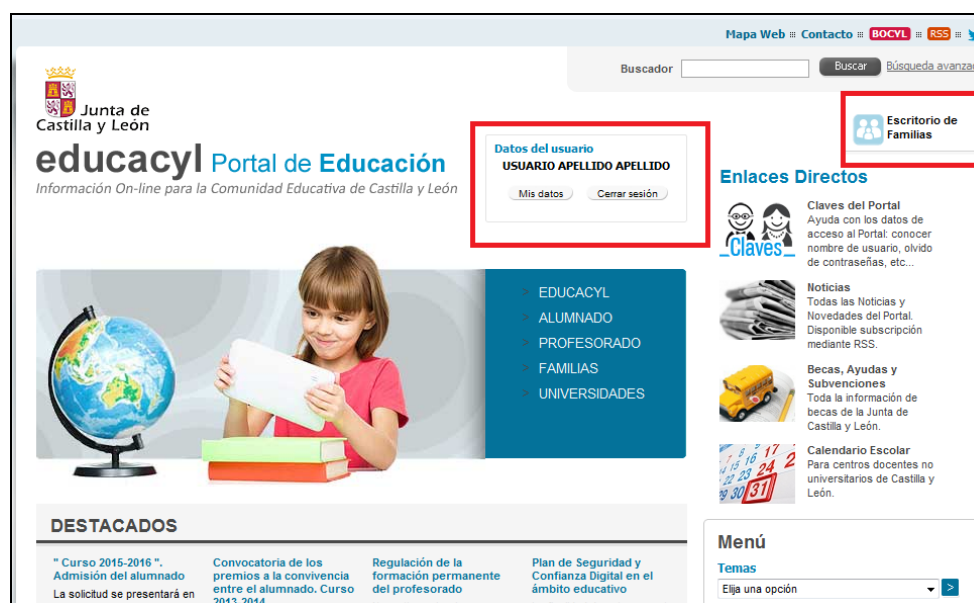 Mapa Web Contacto BOCYL RSS
Buscador Buscar Búsqueda
Junta de
Castilla y León
educacyl Portal de Educación
Información On-line para la Comunidad Educativa de Castilla y León
Datos del usuario
USUARIO APELLIDO APELLIDO
Mis datos Cerrar sesión
Escritorio de
Familias
Enlaces Directos
Claves
Claves del Portal
Ayuda con los datos de
acceso al Portal: conocer
nombre de usuario, olvido
de contraseñas, etc...
Noticias
Todas las Noticias y
Novedades del Portal.
Disponible subscripción
mediante RSS.
Becas, Ayudas y
Subvenciones
Toda la información de
becas de la Junta de
Castilla y León.
Calendario Escolar
Para centros docentes no
universitarios de Castilla y
León.
> EDUCACYL
> ALUMNADO
> PROFESORADO
> FAMILIAS
> UNIVERSIDADES
DESTACADOS
" Curso 2015-2016 ".
Admisión del alumnado
La solicitud se presentará en
Convocatoria de los
premios a la convivencia
entre el alumnado. Curso
2013-2014
Regulación de la
formación permanente
del profesorado
Plan de Seguridad y
Confianza Digital en el
ámbito educativo
Menú
Temas
Elija una opción >